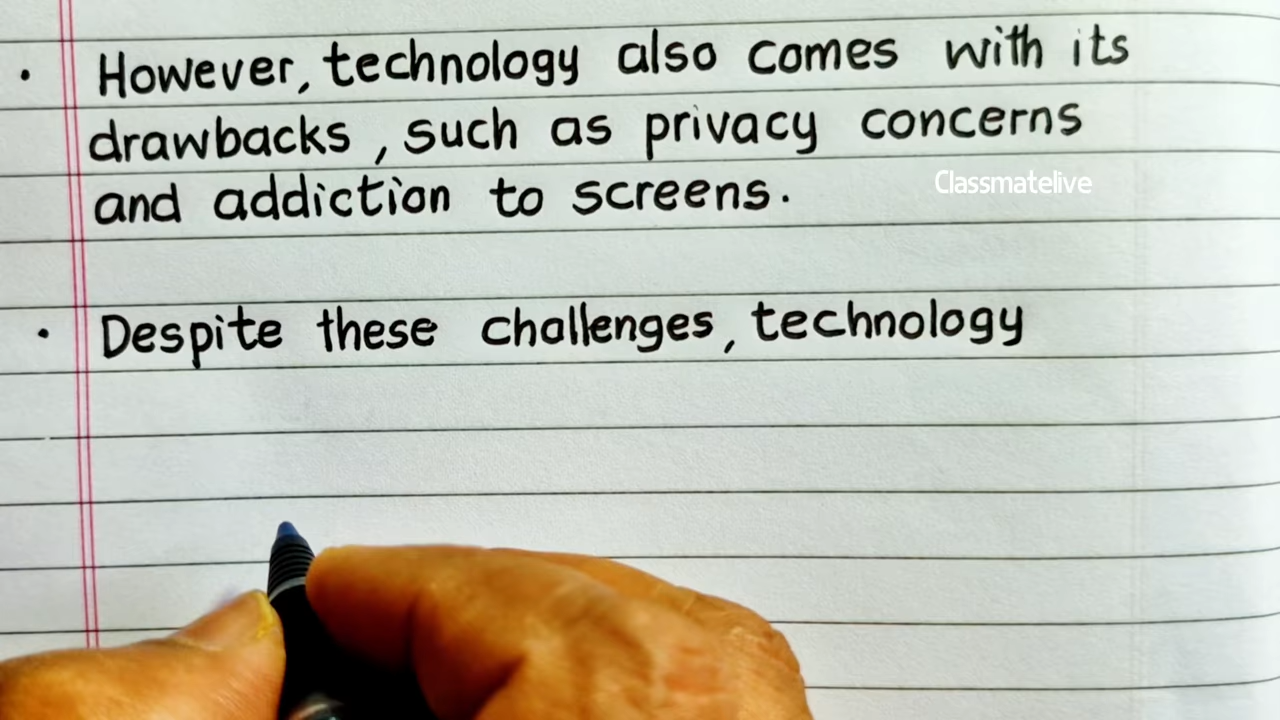 • However, technology also comes with its
drawbacks, such as privacy concerns
and addiction to screens.
Classmatelive
• Despite these challenges, technology